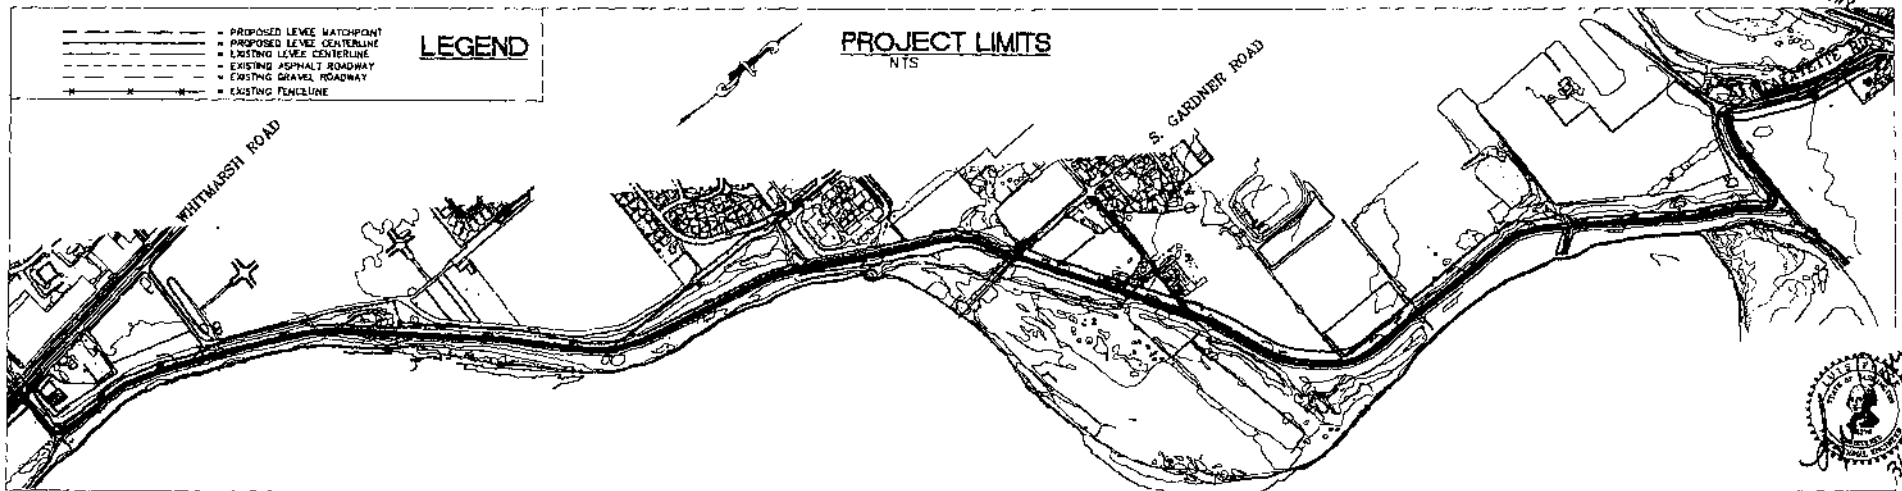 = PROPOSED LEVEE MATCHPOINT
= PROPOSED LEVEE CENTERLINE
= EXISTING LEVEE CENTERLINE
= EXISTING ASPHALT ROADWAY
= EXISTING GRAVEL ROADWAY
= EXISTING FENCELINE
LEGEND
PROJECT LIMITS
NTS
WHITMARSH ROAD
S. GARDNER ROAD
LAFAYETTE